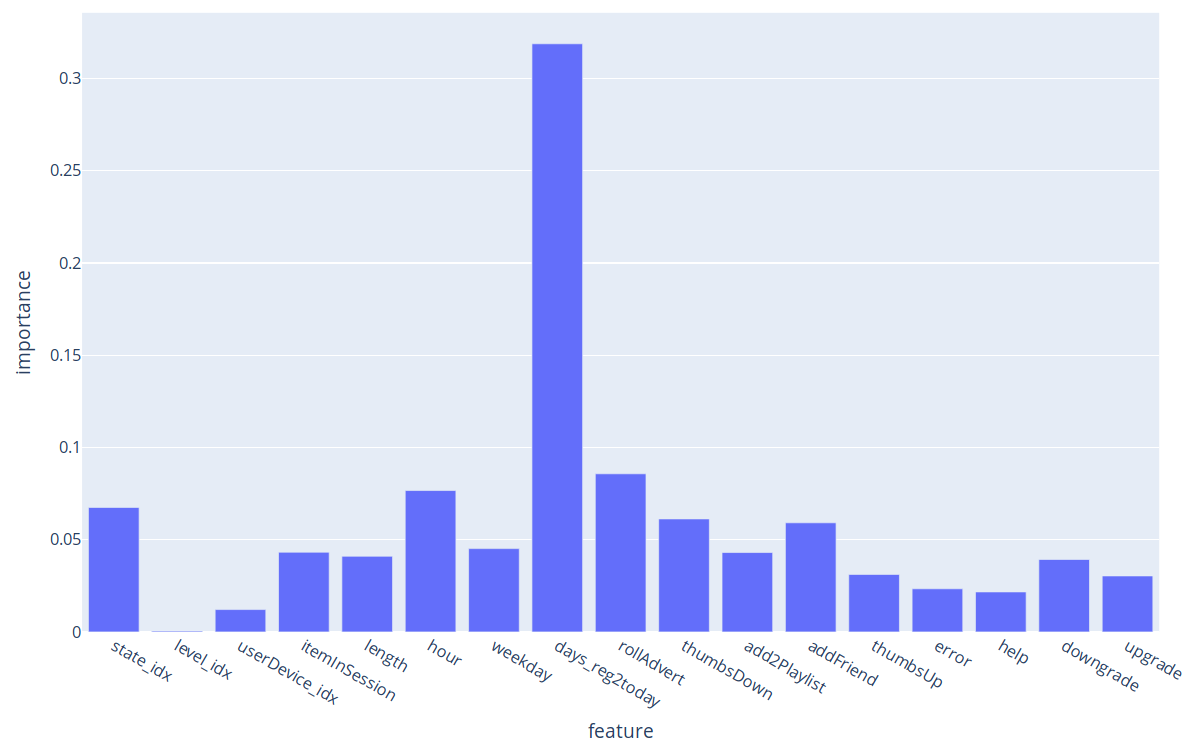 importance
0.3
0.25
0.2
0.15
0.1
0.05
0
state_idx
level_idx
userDevice_idx
itemInSession
length
hour
weekday
days_reg2today
rollAdvert
thumbsDown
add2Playlist
addFriend
thumbsUp
error
help
downgrade
upgrade
feature